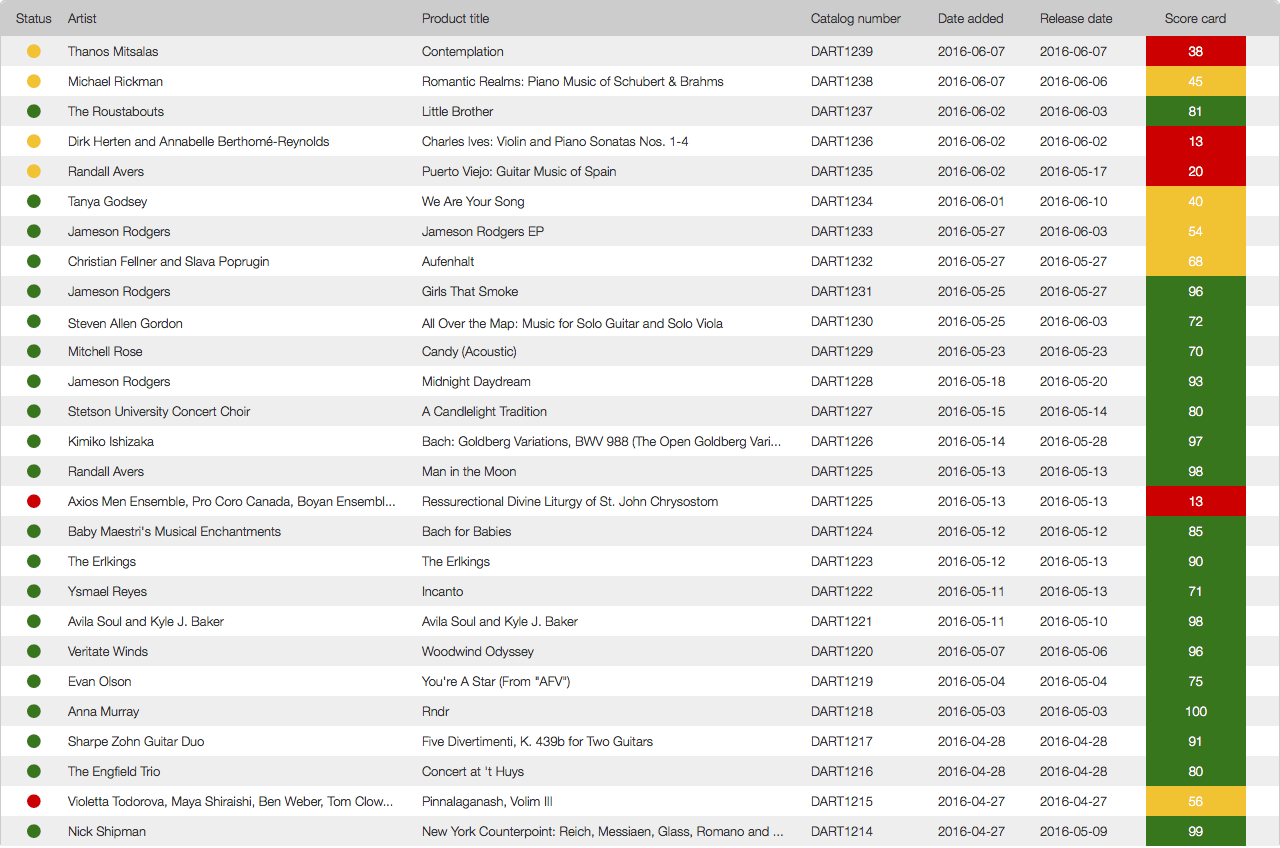 Status Artist Product title Catalog number Date added Release date Score card
Thanos Mitsalas Contemplation DART1239 2016-06-07 2016-06-07 38
Michael Rickman Romantic Realms: Piano Music of Schubert & Brahms DART1238 2016-06-07 2016-06-06 45
The Roustabouts Little Brother DART1237 2016-06-02 2016-06-03 81
Dirk Herten and Annabelle Berthomé-Reynolds Charles Ives: Violin and Piano Sonatas Nos. 1-4 DART1236 2016-06-02 2016-06-02 13
Randall Avers Puerto Viejo: Guitar Music of Spain DART1235 2016-06-02 2016-05-17 20
Tanya Godsey We Are Your Song DART1234 2016-06-01 2016-06-10 40
Jameson Rodgers Jameson Rodgers EP DART1233 2016-05-27 2016-06-03 54
Christian Fellner and Slava Poprugin Aufenhalt DART1232 2016-05-27 2016-05-27 68
Jameson Rodgers Girls That Smoke DART1231 2016-05-25 2016-05-27 96
Steven Allen Gordon All Over the Map: Music for Solo Guitar and Solo Viola DART1230 2016-05-25 2016-06-03 72
Mitchell Rose Candy (Acoustic) DART1229 2016-05-23 2016-05-23 70
Jameson Rodgers Midnight Daydream DART1228 2016-05-18 2016-05-20 93
Stetson University Concert Choir A Candlelight Tradition DART1227 2016-05-15 2016-05-14 80
Kimiko Ishizaka Bach: Goldberg Variations, BWV 988 (The Open Goldberg Vari... DART1226 2016-05-14 2016-05-28 97
Randall Avers Man in the Moon DART1225 2016-05-13 2016-05-13 98
Axios Men Ensemble, Pro Coro Canada, Boyan Ensembl... Ressurectional Divine Liturgy of St. John Chrysostom DART1225 2016-05-13 2016-05-13 13
Baby Maestri's Musical Enchantments Bach for Babies DART1224 2016-05-12 2016-05-12 85
The Erlkings The Erlkings DART1223 2016-05-12 2016-05-13 90
Ysmael Reyes Incanto DART1222 2016-05-11 2016-05-13 71
Avila Soul and Kyle J. Baker Avila Soul and Kyle J. Baker DART1221 2016-05-11 2016-05-10 98
Veritate Winds Woodwind Odyssey DART1220 2016-05-07 2016-05-06 96
Evan Olson You're A Star (From "AFV") DART1219 2016-05-04 2016-05-04 75
Anna Murray Rndr DART1218 2016-05-03 2016-05-03 100
Sharpe Zohn Guitar Duo Five Divertimenti, K. 439b for Two Guitars DART1217 2016-04-28 2016-04-28 91
The Engfield Trio Concert at 't Huys DART1216 2016-04-28 2016-04-28 80
Violetta Todorova, Maya Shiraishi, Ben Weber, Tom Clow... Pinnalaganash, Volim III DART1215 2016-04-27 2016-04-27 56
Nick Shipman New York Counterpoint: Reich, Messiaen, Glass, Romano and ... DART1214 2016-04-27 2016-05-09 99